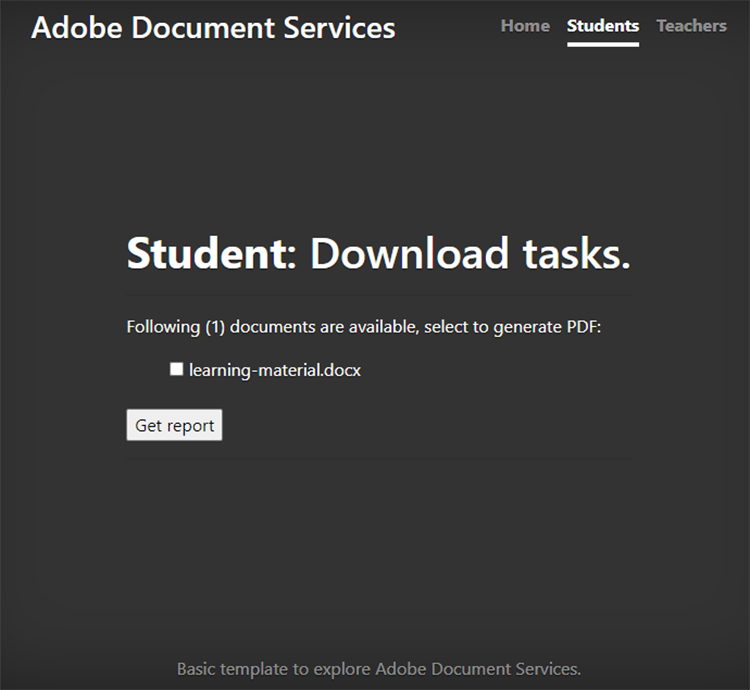 Adobe Document Services
Home Students Teachers
Student: Download tasks.
Following (1) documents are available, select to generate PDF:
learning-material.docx
Get report
Basic template to explore Adobe Document Services.